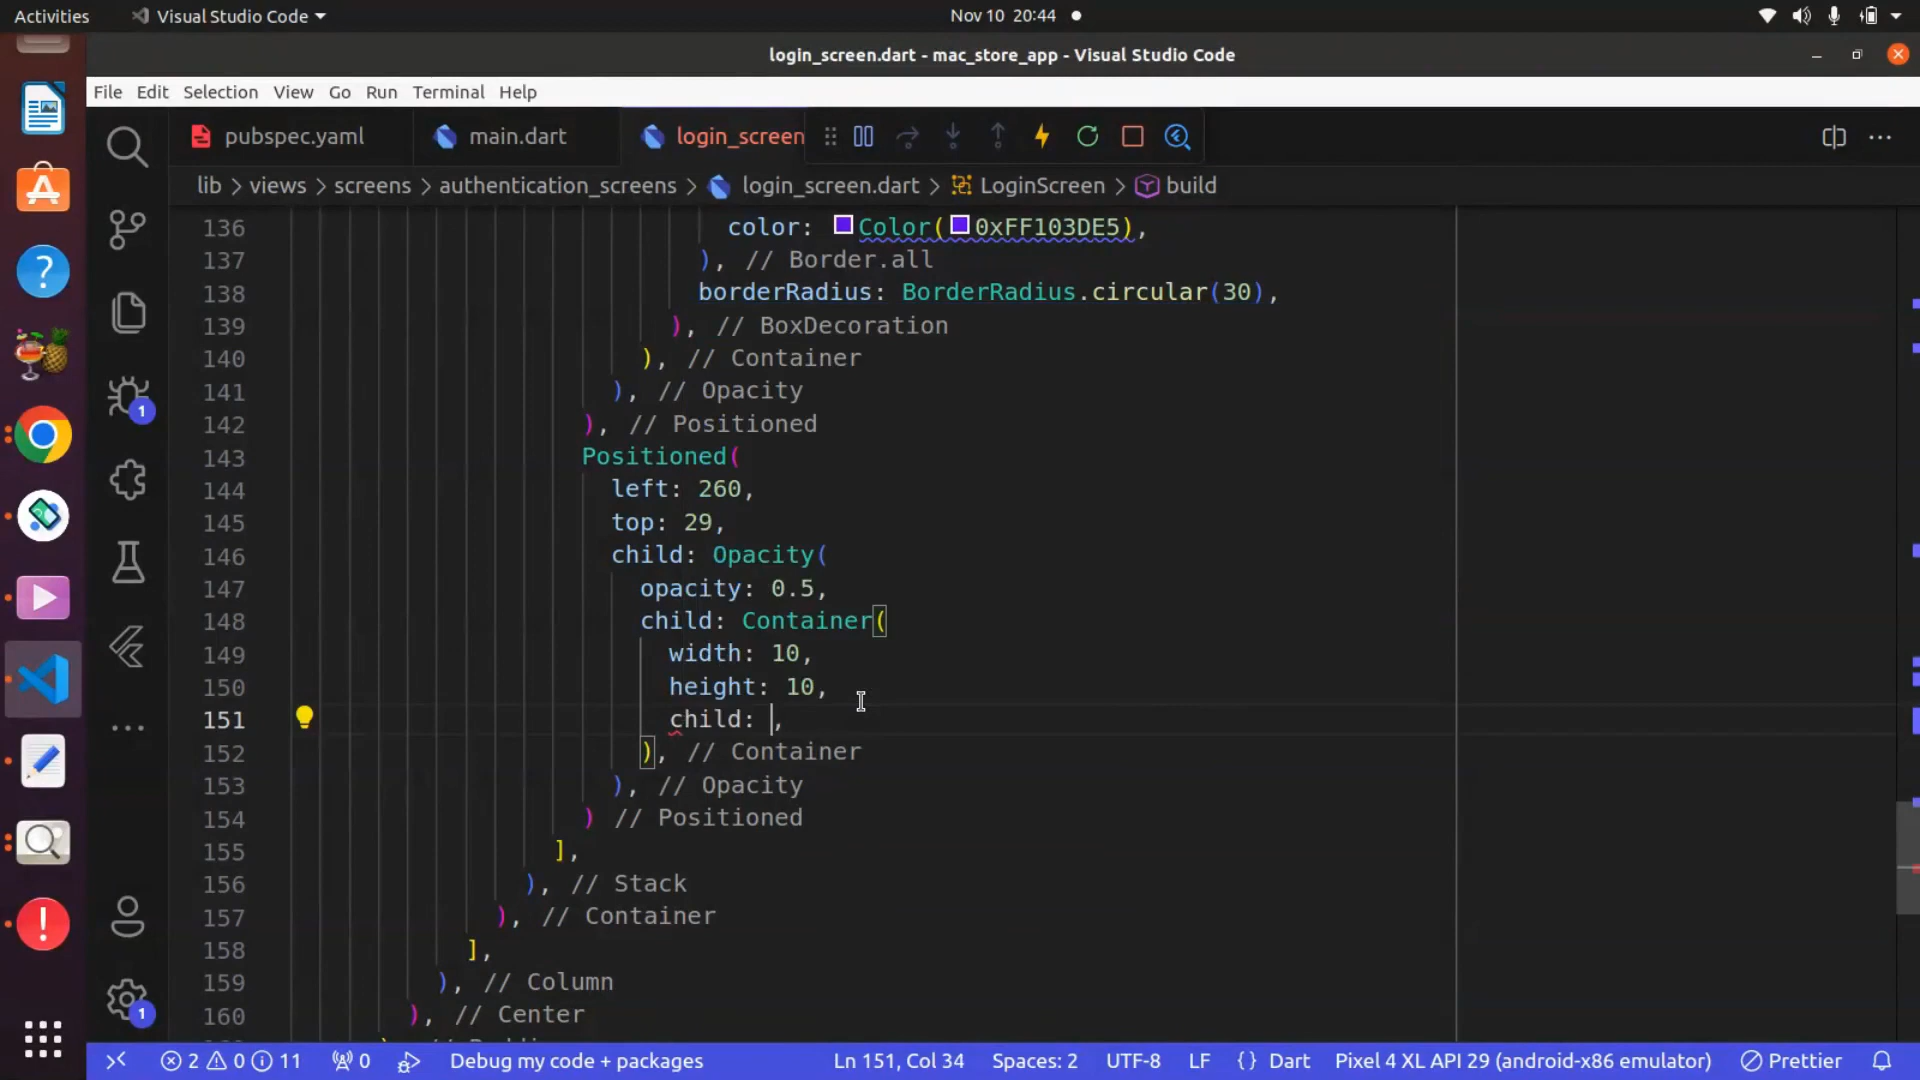 Activities
Visual Studio Code
Nov 10 20:44
login_screen.dart - mac_store_app - Visual Studio Code
File Edit Selection View Go Run Terminal Help
pubspec.yaml
main.dart
login_screen
lib > views > screens > authentication_screens > login_screen.dart > LoginScreen > build
136 color: Color(0xFF103DE5),
137 ), // Border.all
138 borderRadius: BorderRadius.circular(30),
139 ), // BoxDecoration
140 ), // Container
141 ), // Opacity
142 ), // Positioned
143 Positioned(
144 left: 260,
145 top: 29,
146 child: Opacity(
147 opacity: 0.5,
148 child: Container(
149 width: 10,
150 height: 10,
151 child: ,
152 ), // Container
153 ), // Opacity
154 ) // Positioned
155 ],
156 ), // Stack
157 ), // Container
158 ],
159 ), // Column
160 ), // Center
1
1
2 0 11 0 Debug my code + packages Ln 151, Col 34 Spaces: 2 UTF-8 LF {} Dart Pixel 4 XL API 29 (android-x86 emulator) Prettier